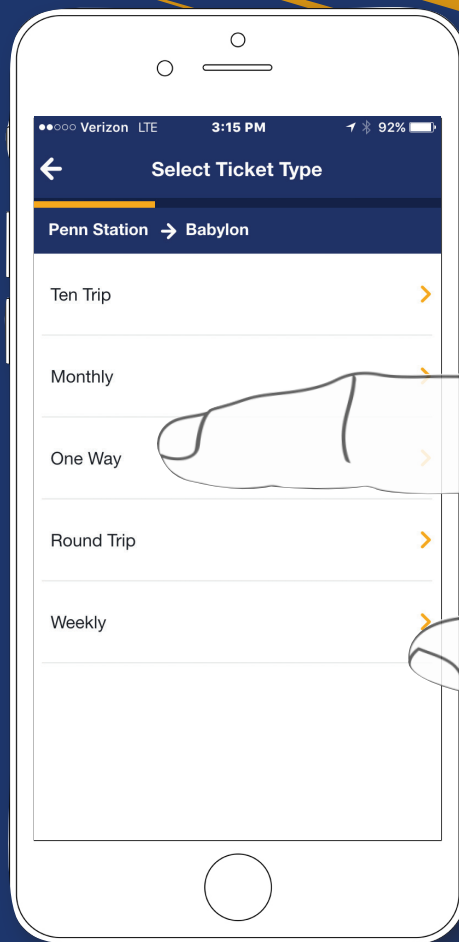 Verizon LTE 3:15 PM 92%
Select Ticket Type
Penn Station → Babylon
Ten Trip
Monthly
One Way
Round Trip
Weekly